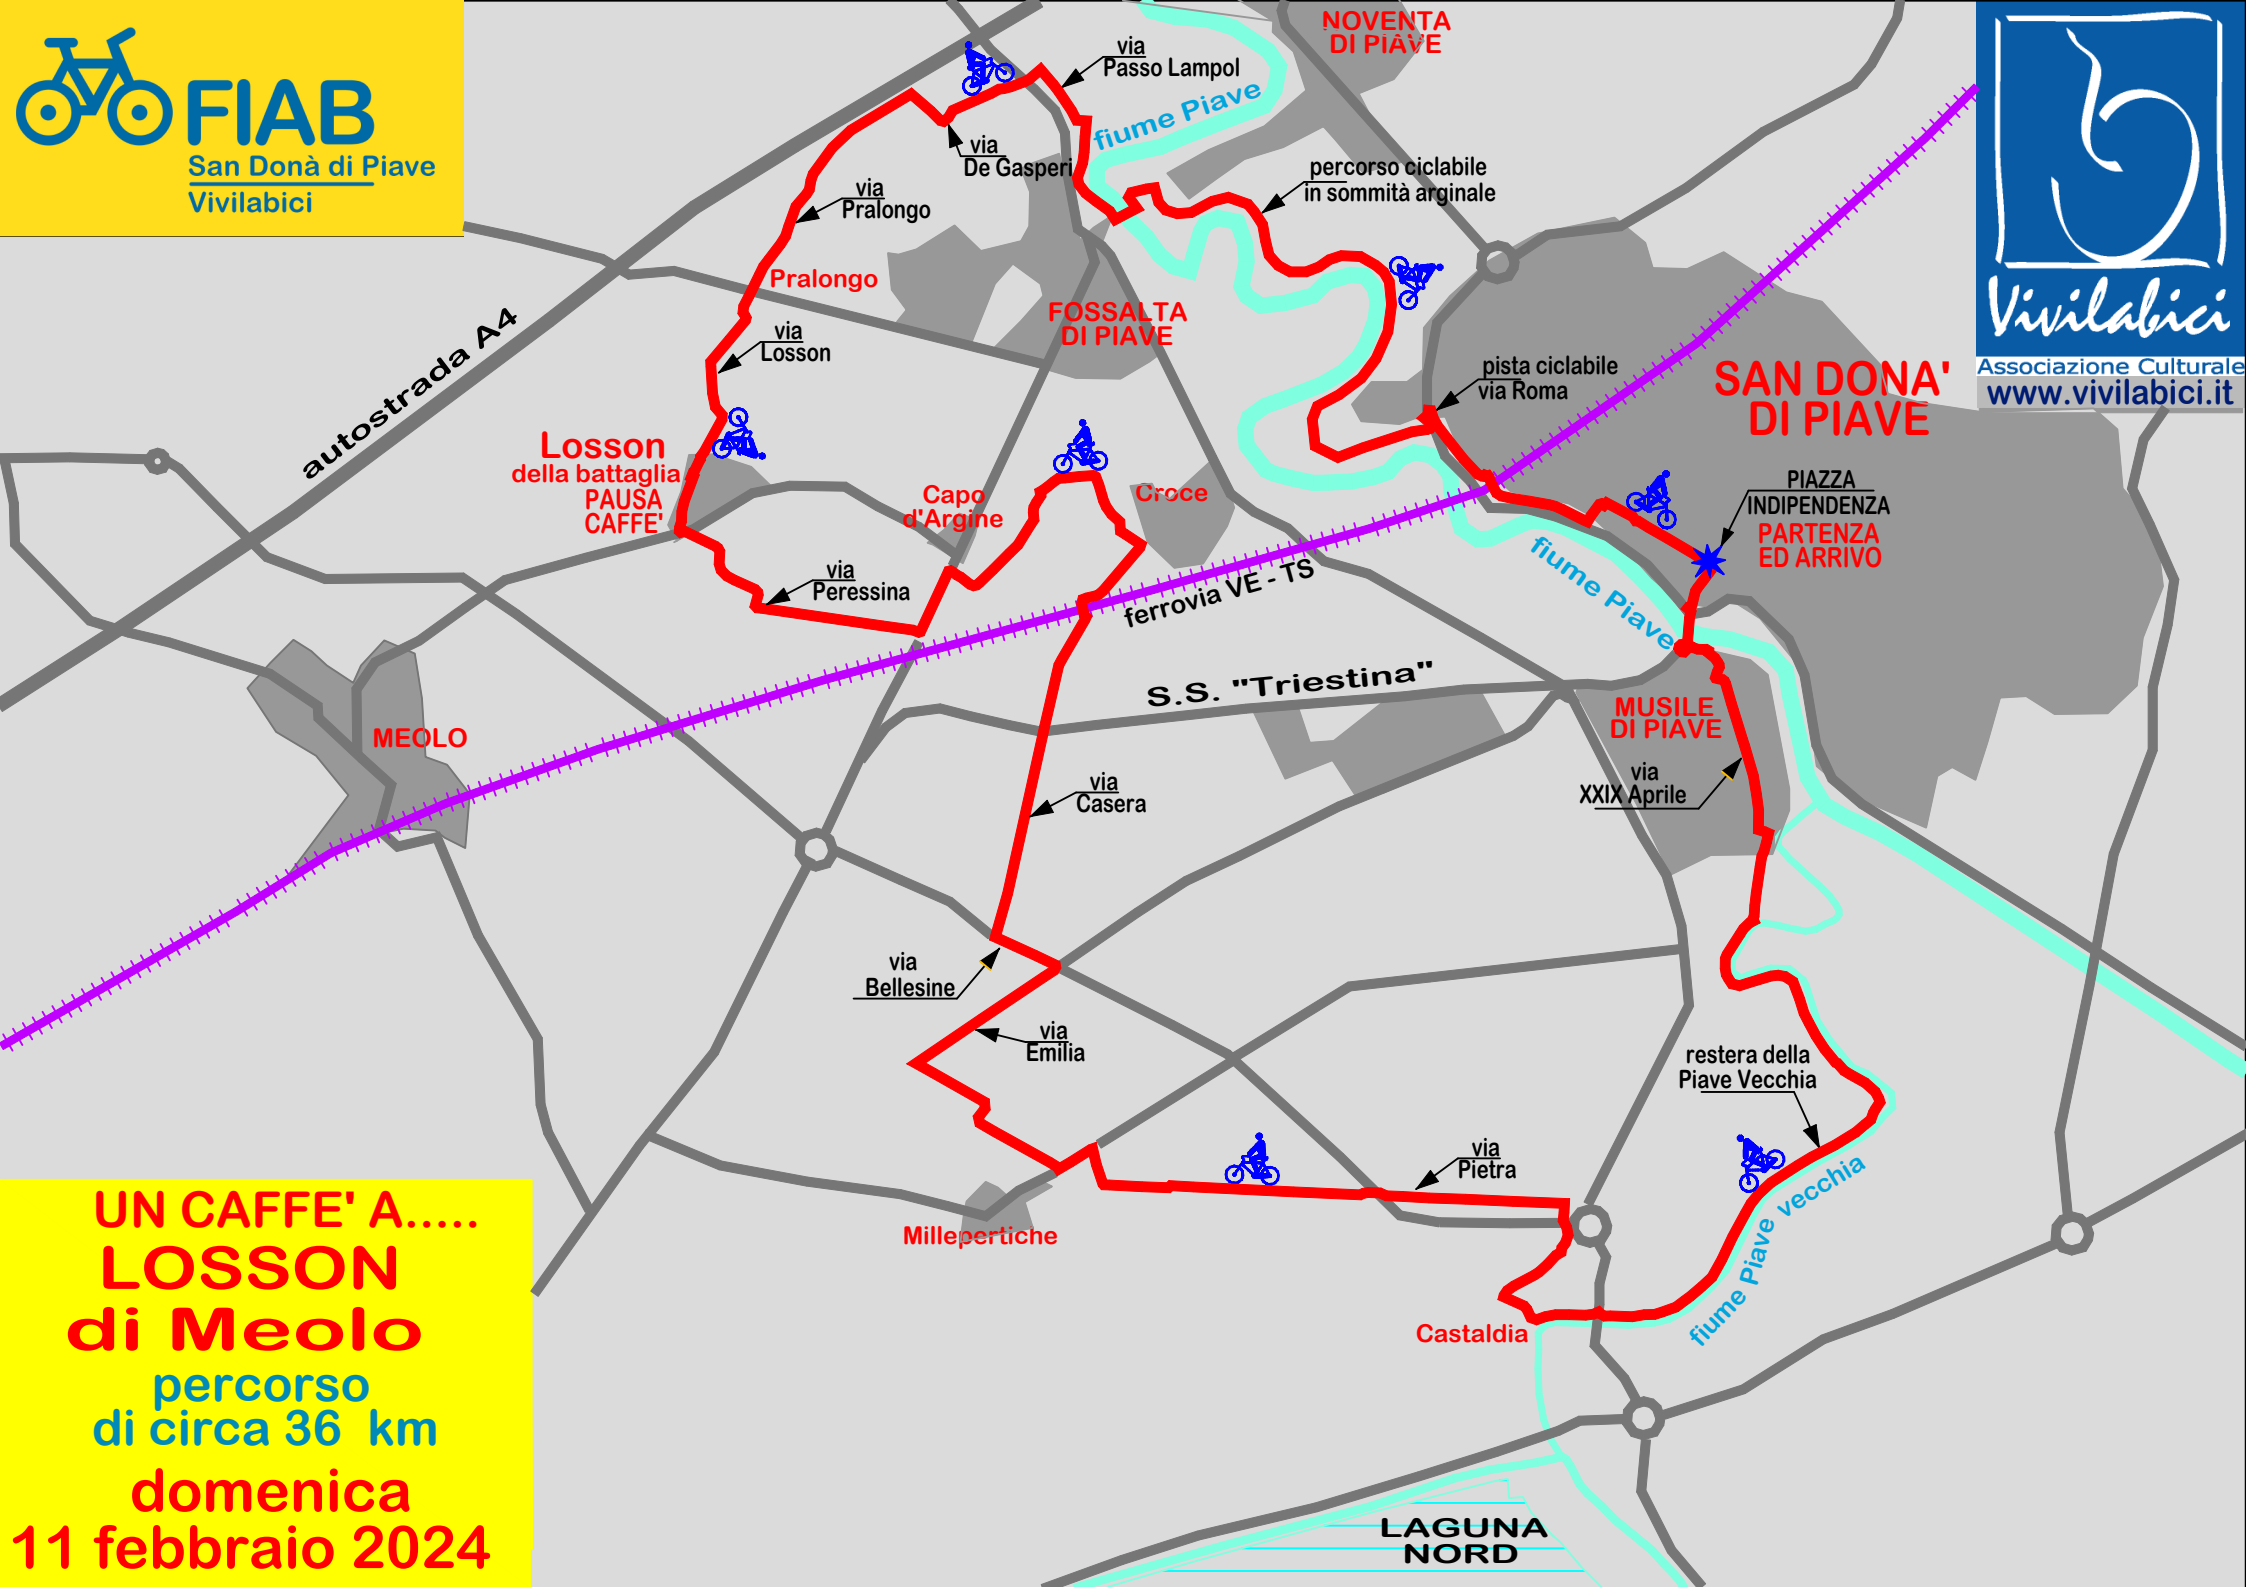 FIAB
San Donà di Piave
Vivilabici
NOVENTA
DI PIAVE
via
Passo Lampol
fiume Piave
via
De Gasperi
percorso ciclabile
in sommità arginale
via
Pralongo
Pralongo
FOSSALTA
DI PIAVE
autostrada A4
via
Losson
Vivilabici
Associazione Culturale
www.vivilabici.it
pista ciclabile
via Roma
SAN DONA'
DI PIAVE
Losson
della battaglia
PAUSA
CAFFE'
Capo
d'Argine
Croce
PIAZZA
INDIPENDENZA
PARTENZA
ED ARRIVO
via
Peressina
ferrovia VE - TS
fiume Piave
S.S. "Triestina"
MEOLO
MUSILE
DI PIAVE
via
XXIX Aprile
via
Casera
via
Bellesine
via
Emilia
restera della
Piave Vecchia
via
Pietra
fiume Piave vecchia
Millepertiche
Castaldia
UN CAFFE' A.....
LOSSON
di Meolo
percorso
di circa 36 km
domenica
11 febbraio 2024
LAGUNA
NORD